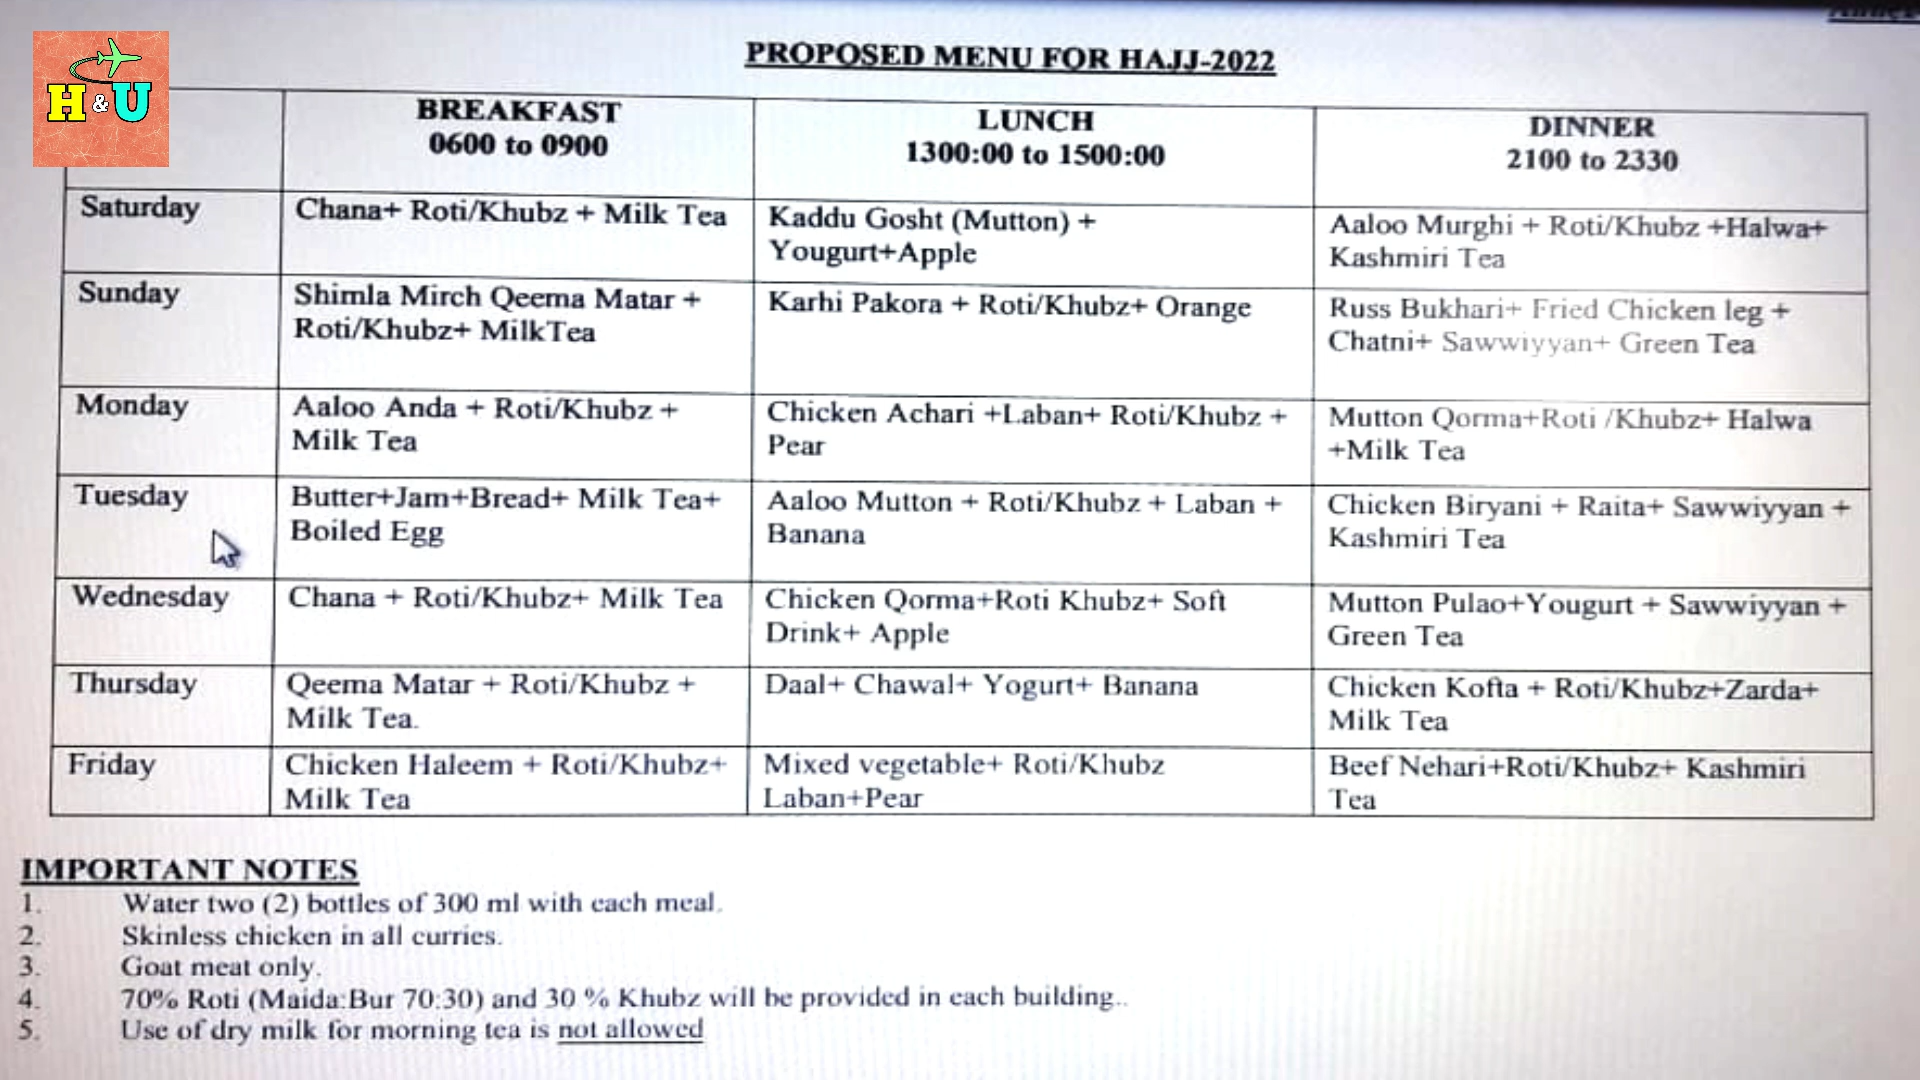 H&U
PROPOSED MENU FOR HAJJ-2022
BREAKFAST
0600 to 0900
LUNCH
1300:00 to 1500:00
DINNER
2100 to 2330
Saturday
Chana+ Roti/Khubz + Milk Tea
Kaddu Gosht (Mutton) +
Yougurt+Apple
Aaloo Murghi + Roti/Khubz +Halwa+
Kashmiri Tea
Sunday
Shimla Mirch Qeema Matar +
Roti/Khubz+ MilkTea
Karhi Pakora + Roti/Khubz+ Orange
Russ Bukhari+ Fried Chicken leg +
Chatni+ Sawwiyyan+ Green Tea
Monday
Aaloo Anda + Roti/Khubz +
Milk Tea
Chicken Achari +Laban+ Roti/Khubz +
Pear
Mutton Qorma+Roti /Khubz+ Halwa
+Milk Tea
Tuesday
Butter+Jam+Bread+ Milk Tea+
Boiled Egg
Aaloo Mutton + Roti/Khubz + Laban +
Banana
Chicken Biryani + Raita+ Sawwiyyan +
Kashmiri Tea
Wednesday
Chana + Roti/Khubz+ Milk Tea
Chicken Qorma+Roti Khubz+ Soft
Drink+ Apple
Mutton Pulao+Yougurt + Sawwiyyan +
Green Tea
Thursday
Qeema Matar + Roti/Khubz +
Milk Tea.
Daal+ Chawal+ Yogurt+ Banana
Chicken Kofta + Roti/Khubz+Zarda+
Milk Tea
Friday
Chicken Haleem + Roti/Khubz+
Milk Tea
Mixed vegetable+ Roti/Khubz
Laban+Pear
Beef Nehari+Roti/Khubz+ Kashmiri
Tea
IMPORTANT NOTES
1. Water two (2) bottles of 300 ml with each meal.
2. Skinless chicken in all curries.
3. Goat meat only.
4. 70% Roti (Maida:Bur 70:30) and 30 % Khubz will be provided in each building..
5. Use of dry milk for morning tea is not allowed